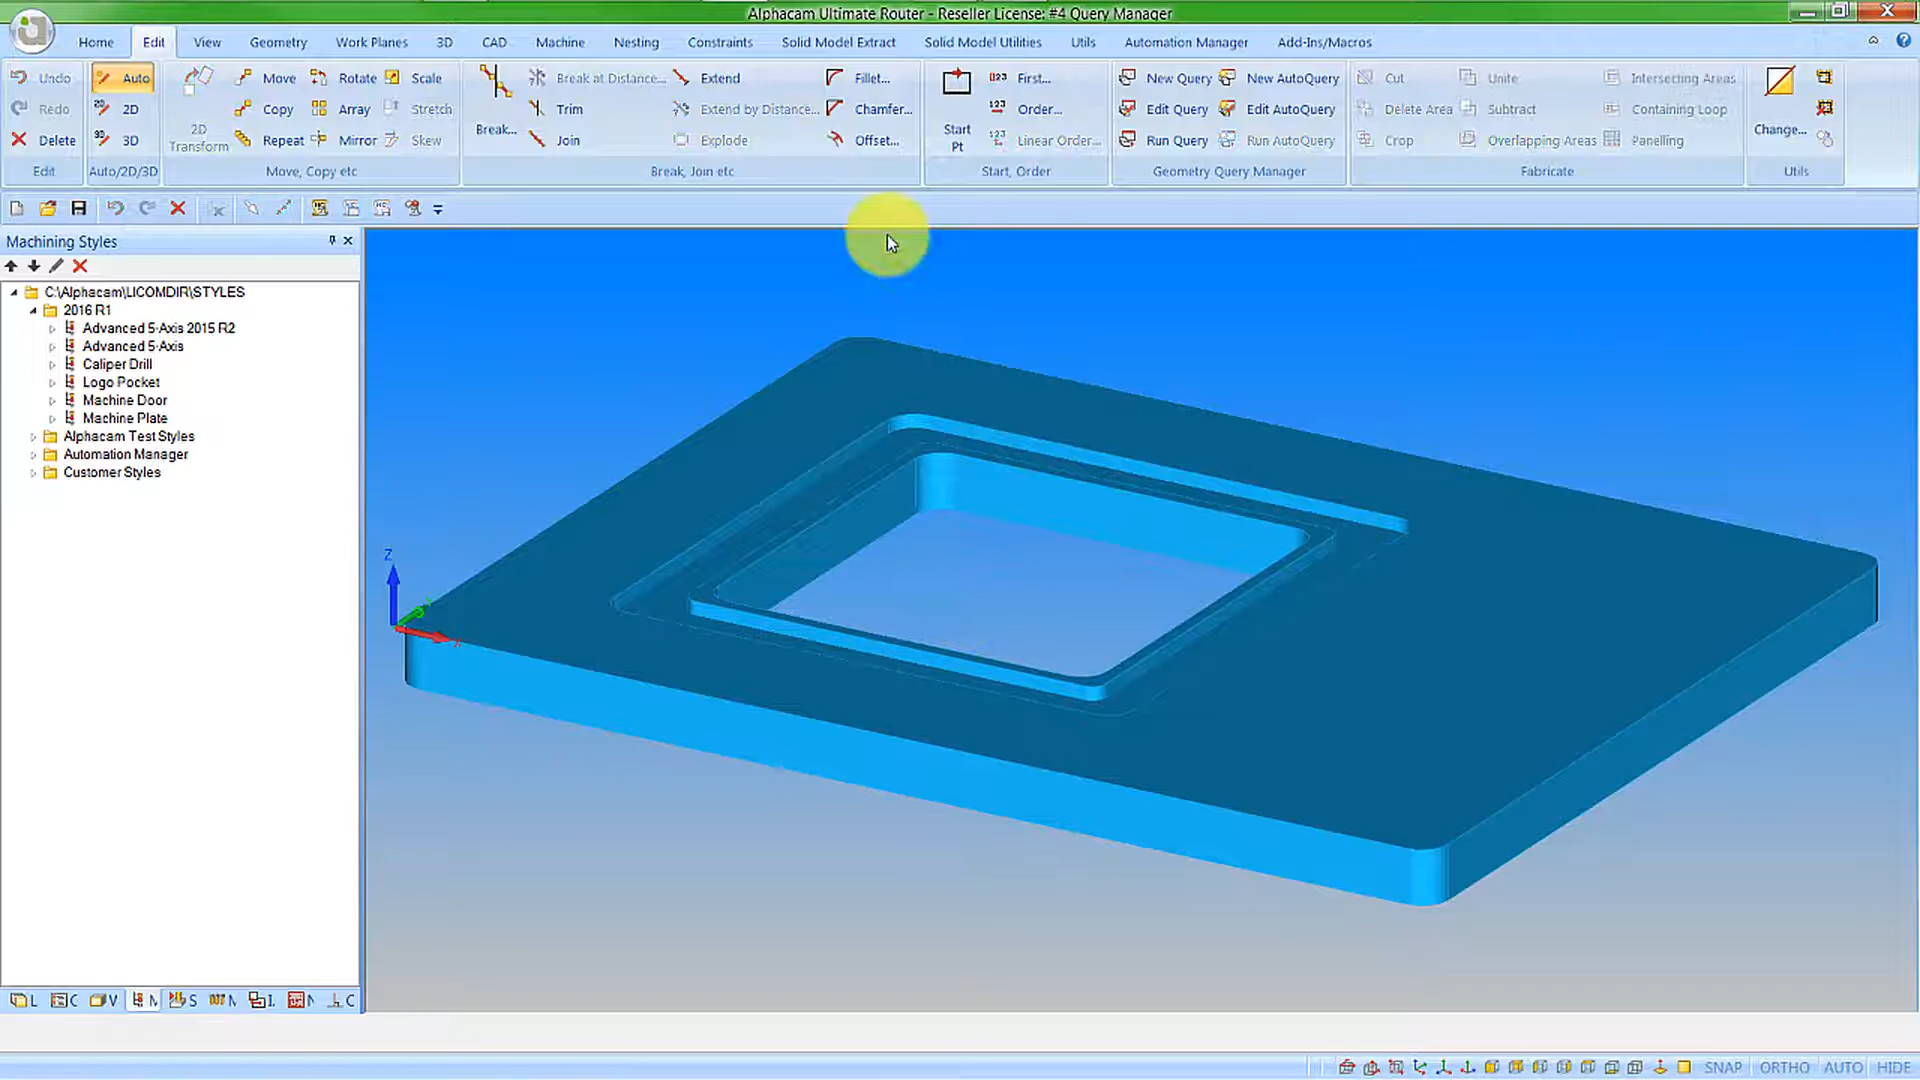 Alphacam Ultimate Router - Reseller License: #4 Query Manager
Home Edit View Geometry Work Planes 3D CAD Machine Nesting Constraints Solid Model Extract Solid Model Utilities Utils Automation Manager Add-Ins/Macros
Undo Auto Move Rotate Scale Break at Distance... Extend Fillet... First... New Query New AutoQuery Cut Unite Intersecting Areas
Redo 2D Copy Array Stretch Trim Extend by Distance... Chamfer... Order... Edit Query Edit AutoQuery Delete Area Subtract Containing Loop
2D Transform Break... Start Pt Change...
Delete 3D Repeat Mirror Skew Join Explode Offset... Linear Order... Run Query Run AutoQuery Crop Overlapping Areas Panelling
Edit Auto/2D/3D Move, Copy etc Break, Join etc Start, Order Geometry Query Manager Fabricate Utils
Machining Styles
C:\Alphacam\LICOMDIR\STYLES
2016 R1
Advanced 5-Axis 2015 R2
Advanced 5-Axis
Caliper Drill
Logo Pocket
Machine Door
Machine Plate
Alphacam Test Styles
Automation Manager
Customer Styles
Z
X
L C V M S M I. N C
SNAP ORTHO AUTO HIDE